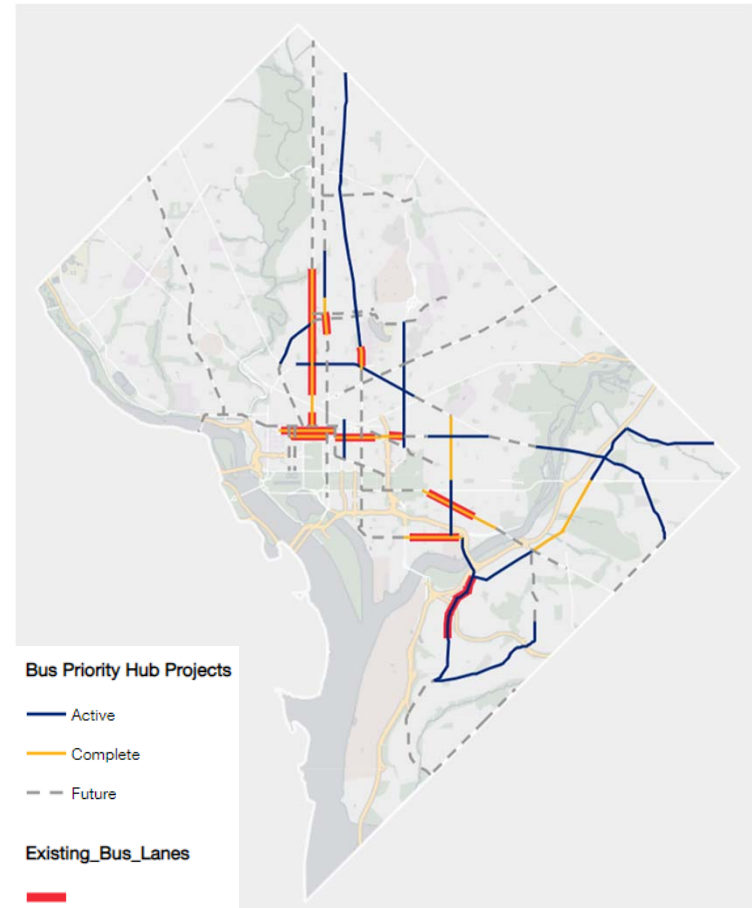 Bus Priority Hub Projects
Active
Complete
Future
Existing_Bus_Lanes